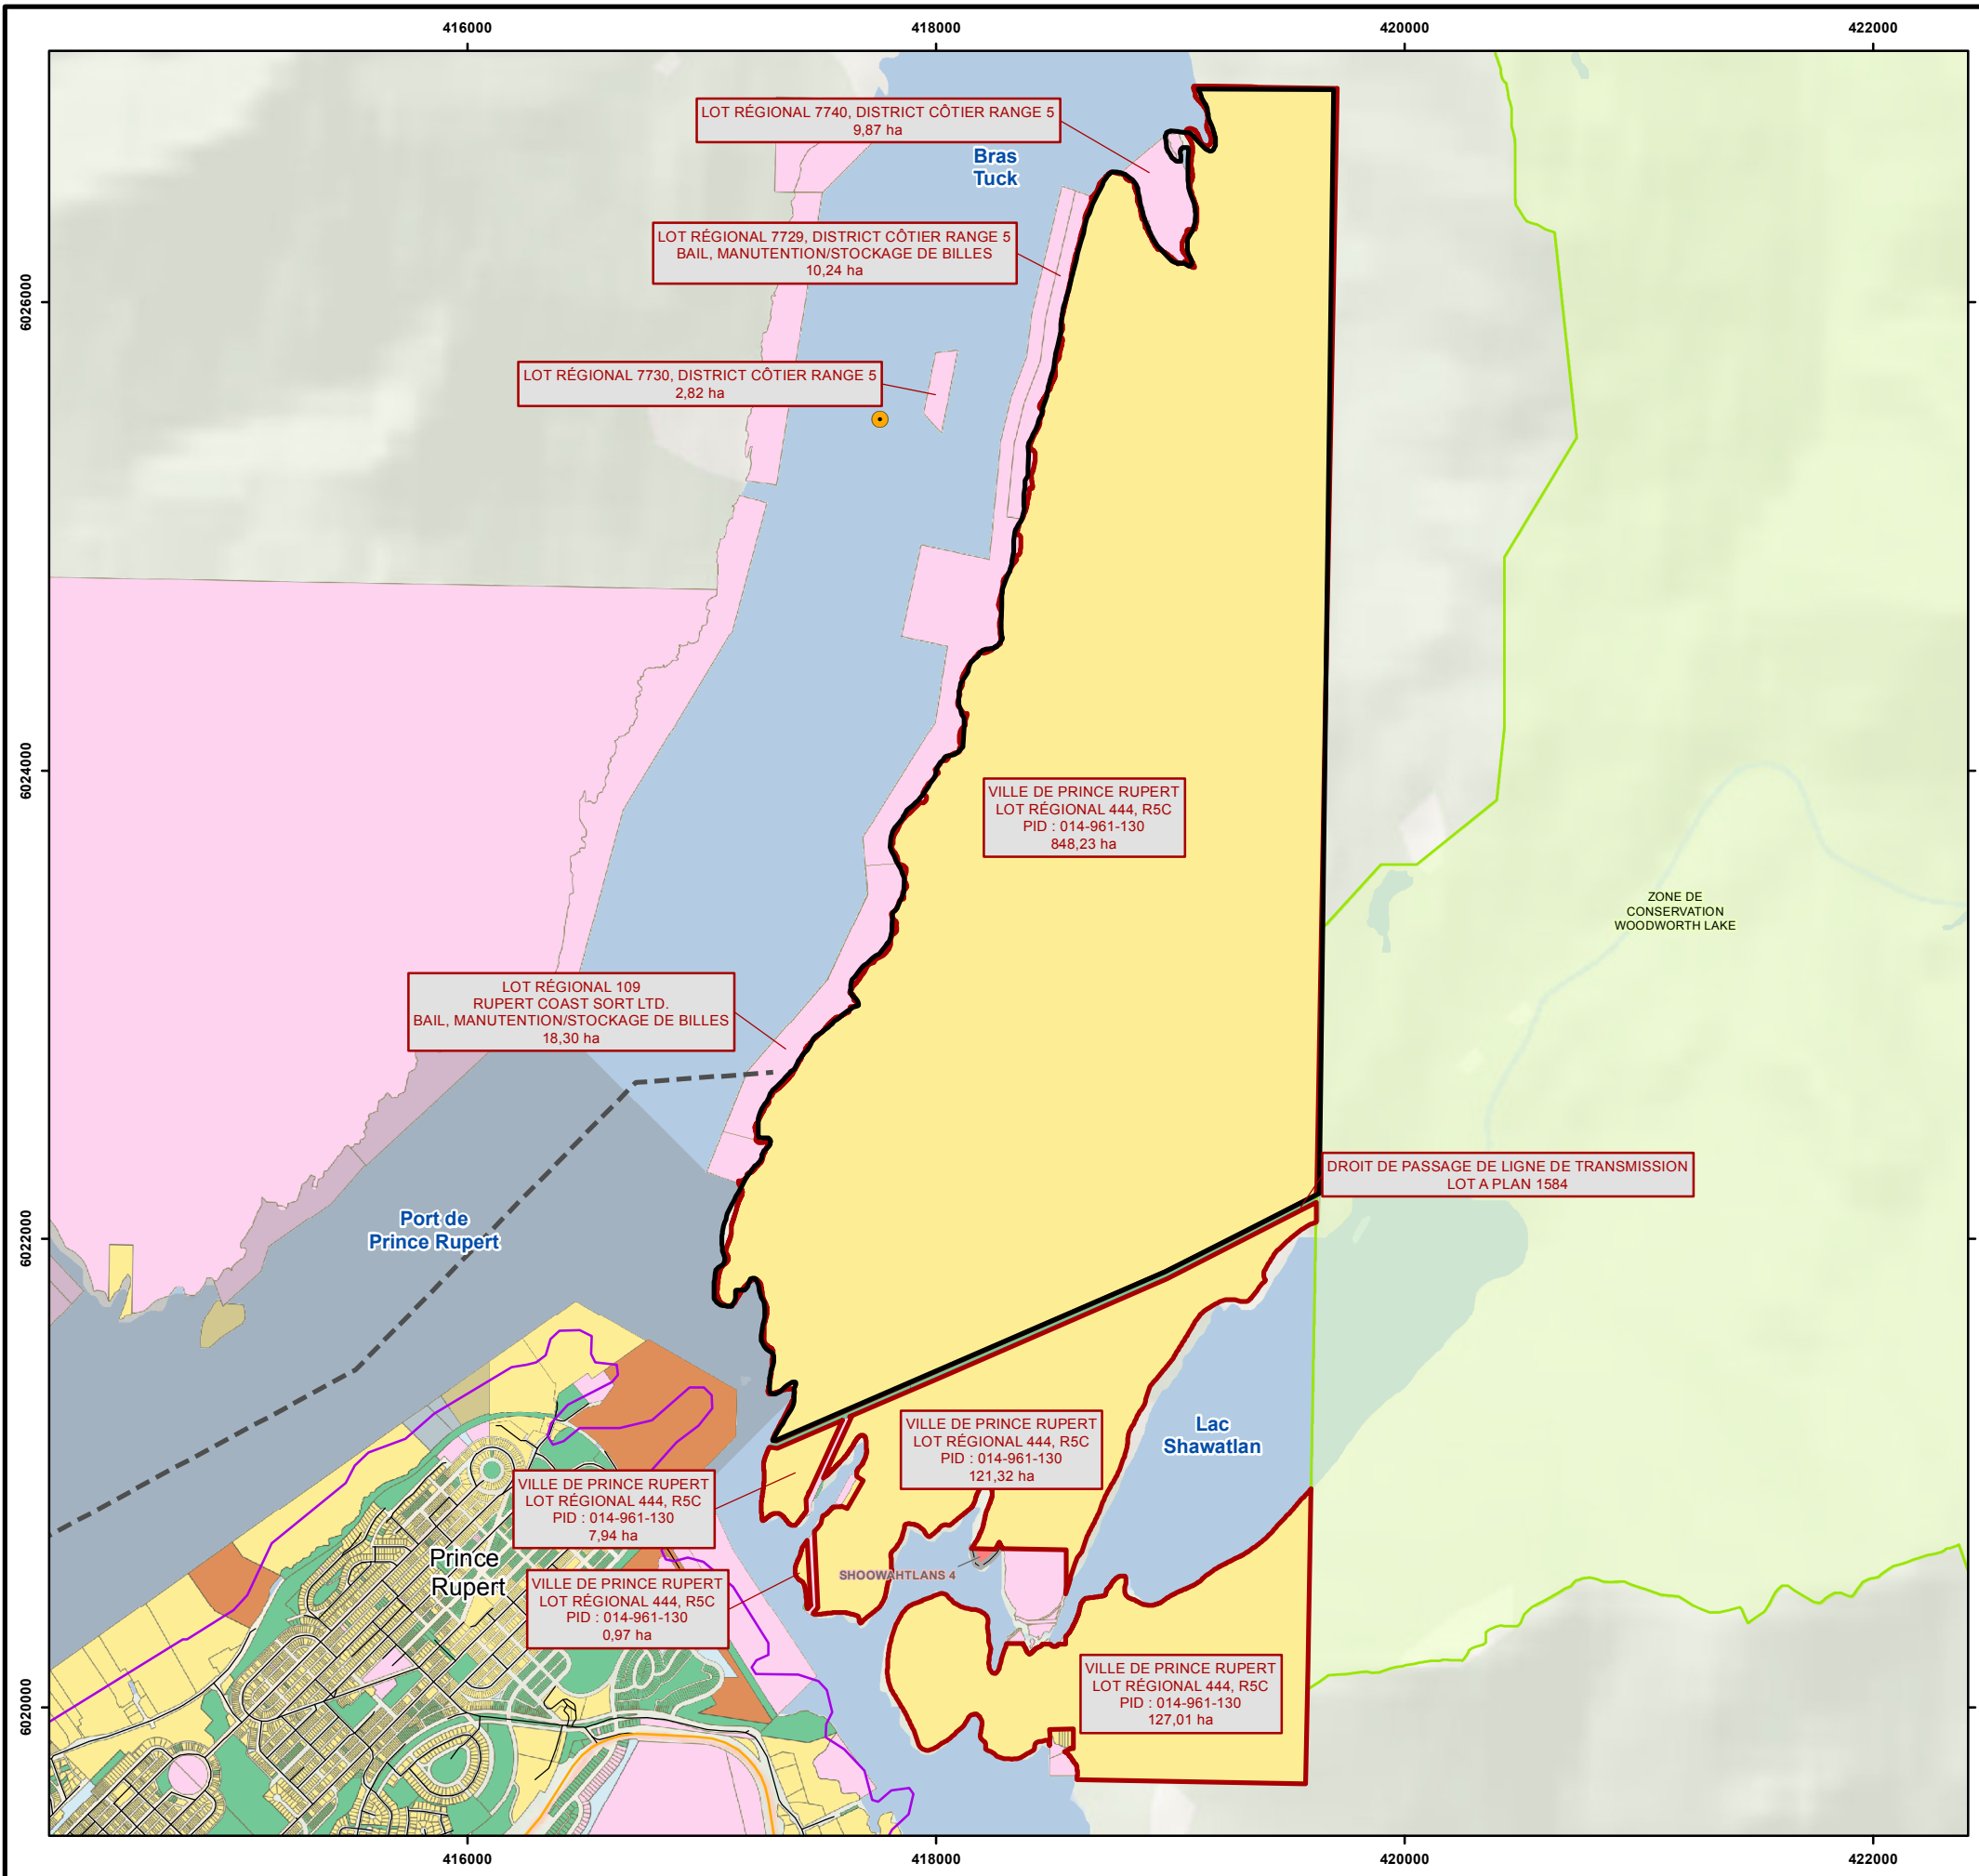 416000
418000
420000
422000
LOT RÉGIONAL 7740, DISTRICT CÔTIER RANGE 5
9,87 ha
Bras
Tuck
LOT RÉGIONAL 7729, DISTRICT CÔTIER RANGE 5
BAIL, MANUTENTION/STOCKAGE DE BILLES
10,24 ha
6026000
LOT RÉGIONAL 7730, DISTRICT CÔTIER RANGE 5
2,82 ha
6024000
VILLE DE PRINCE RUPERT
LOT RÉGIONAL 444, R5C
PID : 014-961-130
848,23 ha
ZONE DE
CONSERVATION
WOODWORTH LAKE
LOT RÉGIONAL 109
RUPERT COAST SORT LTD.
BAIL, MANUTENTION/STOCKAGE DE BILLES
18,30 ha
DROIT DE PASSAGE DE LIGNE DE TRANSMISSION
LOT A PLAN 1584
6022000
Port de
Prince Rupert
VILLE DE PRINCE RUPERT
LOT RÉGIONAL 444, R5C
PID : 014-961-130
121,32 ha
Lac
Shawatlan
VILLE DE PRINCE RUPERT
LOT RÉGIONAL 444, R5C
PID : 014-961-130
7,94 ha
Prince
Rupert
SHOOWAHTLANS 4
VILLE DE PRINCE RUPERT
LOT RÉGIONAL 444, R5C
PID : 014-961-130
0,97 ha
VILLE DE PRINCE RUPERT
LOT RÉGIONAL 444, R5C
PID : 014-961-130
127,01 ha
6020000
416000
418000
420000
422000